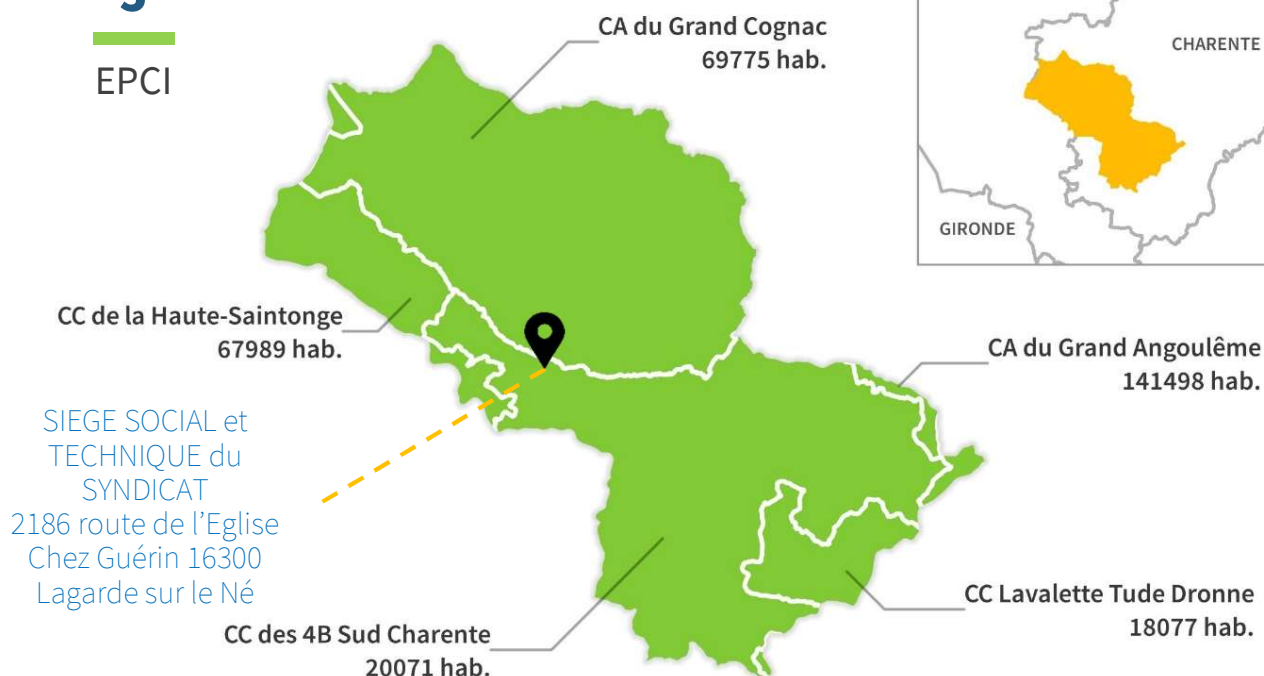 EPCI
CA du Grand Cognac
69775 hab.
CHARENTE
GIRONDE
CC de la Haute-Saintonge
67989 hab.
CA du Grand Angoulême
141498 hab.
SIEGE SOCIAL et
TECHNIQUE du
SYNDICAT
2186 route de l’Eglise
Chez Guérin 16300
Lagarde sur le Né
CC Lavalette Tude Dronne
18077 hab.
CC des 4B Sud Charente
20071 hab.